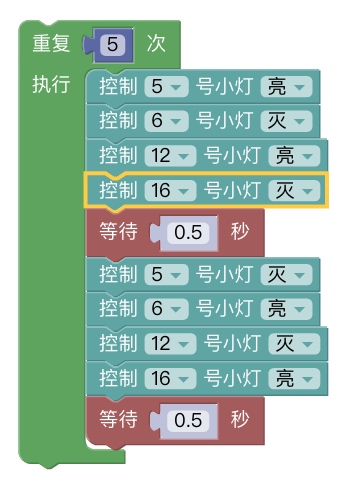 重复 5 次
执行
控制 5 号小灯 亮
控制 6 号小灯 灭
控制 12 号小灯 亮
控制 16 号小灯 灭
等待 0.5 秒
控制 5 号小灯 灭
控制 6 号小灯 亮
控制 12 号小灯 灭
控制 16 号小灯 亮
等待 0.5 秒